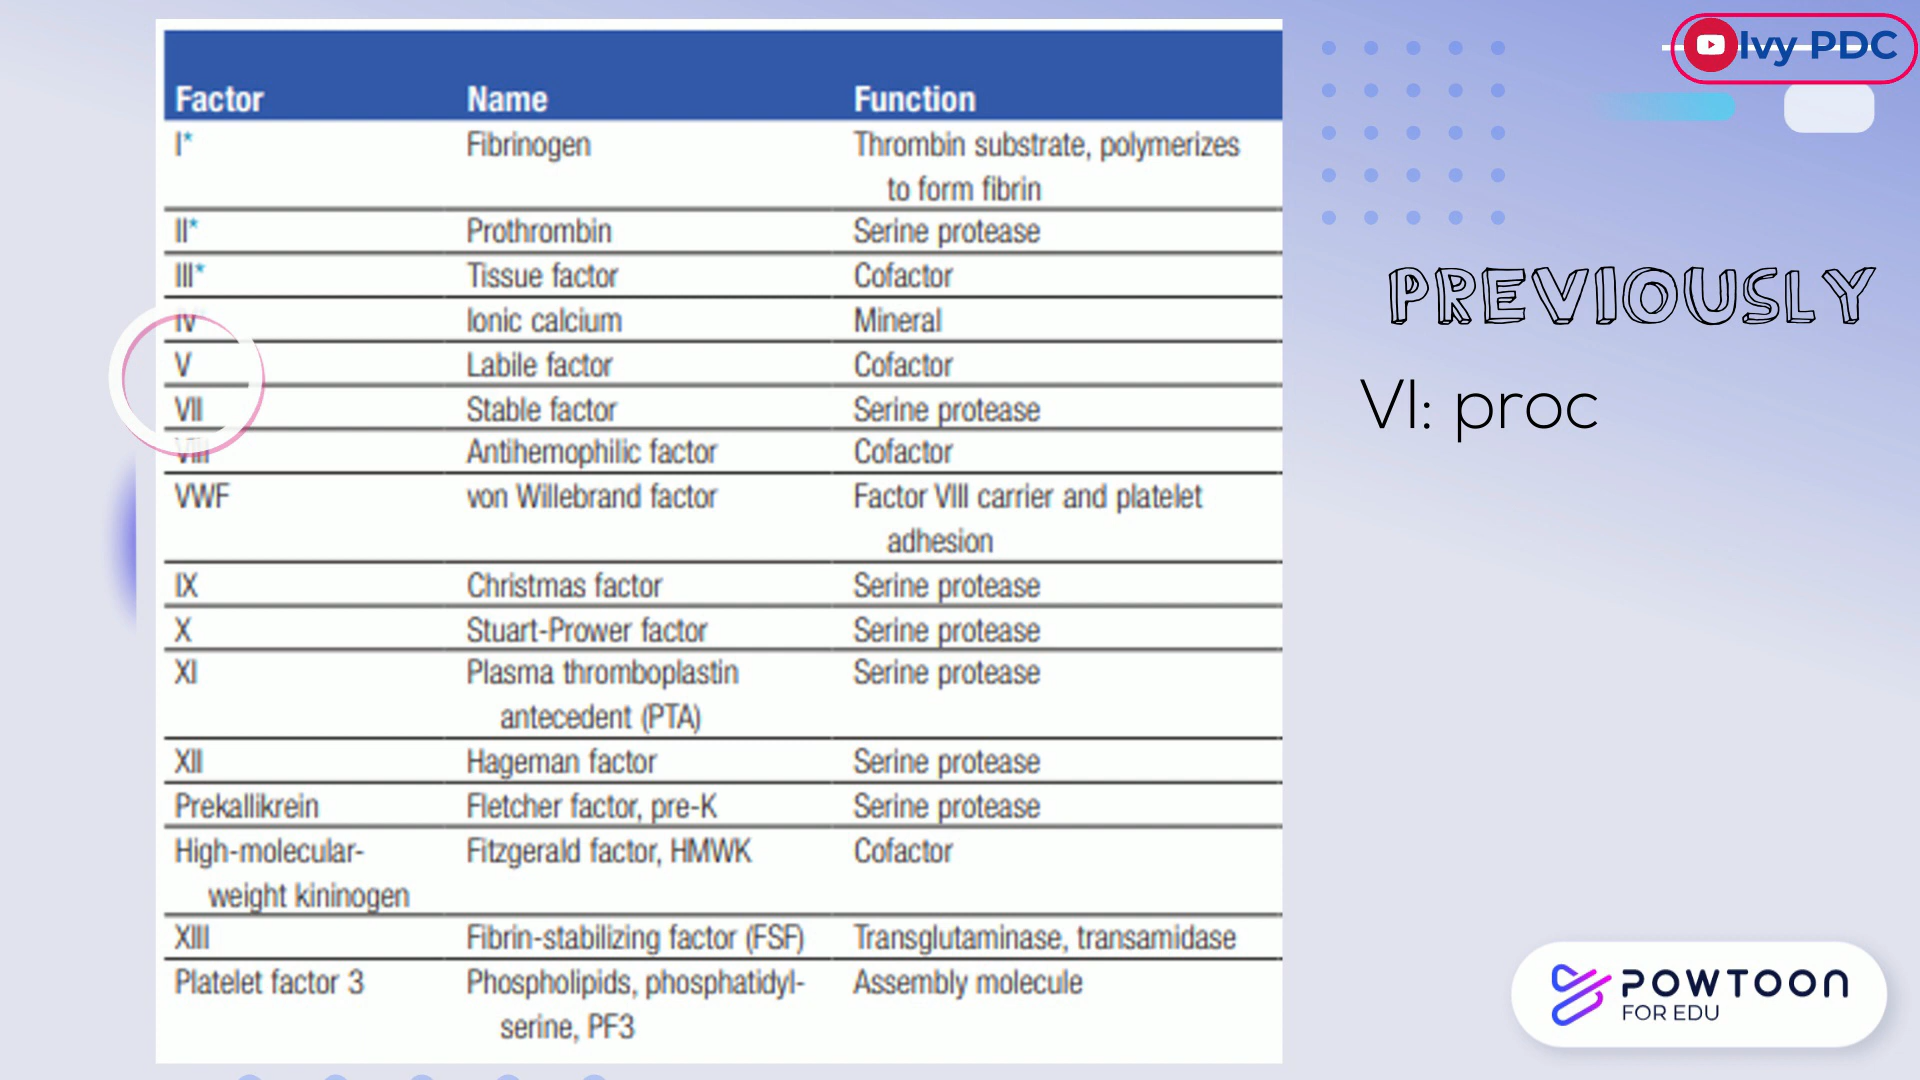 Ivy PDC
Factor Name Function
I* Fibrinogen Thrombin substrate, polymerizes
to form fibrin
II* Prothrombin Serine protease
III* Tissue factor Cofactor
IV* Ionic calcium Mineral
V Labile factor Cofactor
VII Stable factor Serine protease
VIII Antihemophilic factor Cofactor
VWF von Willebrand factor Factor VIII carrier and platelet
adhesion
IX Christmas factor Serine protease
X Stuart-Prower factor Serine protease
XI Plasma thromboplastin Serine protease
antecedent (PTA)
XII Hageman factor Serine protease
Prekallikrein Fletcher factor, pre-K Serine protease
High-molecular- Fitzgerald factor, HMWK Cofactor
weight kininogen
XIII Fibrin-stabilizing factor (FSF) Transglutaminase, transamidase
Platelet factor 3 Phospholipids, phosphatidyl- Assembly molecule
serine, PF3
PREVIOUSLY
VI: proc
POWTOON
FOR EDU